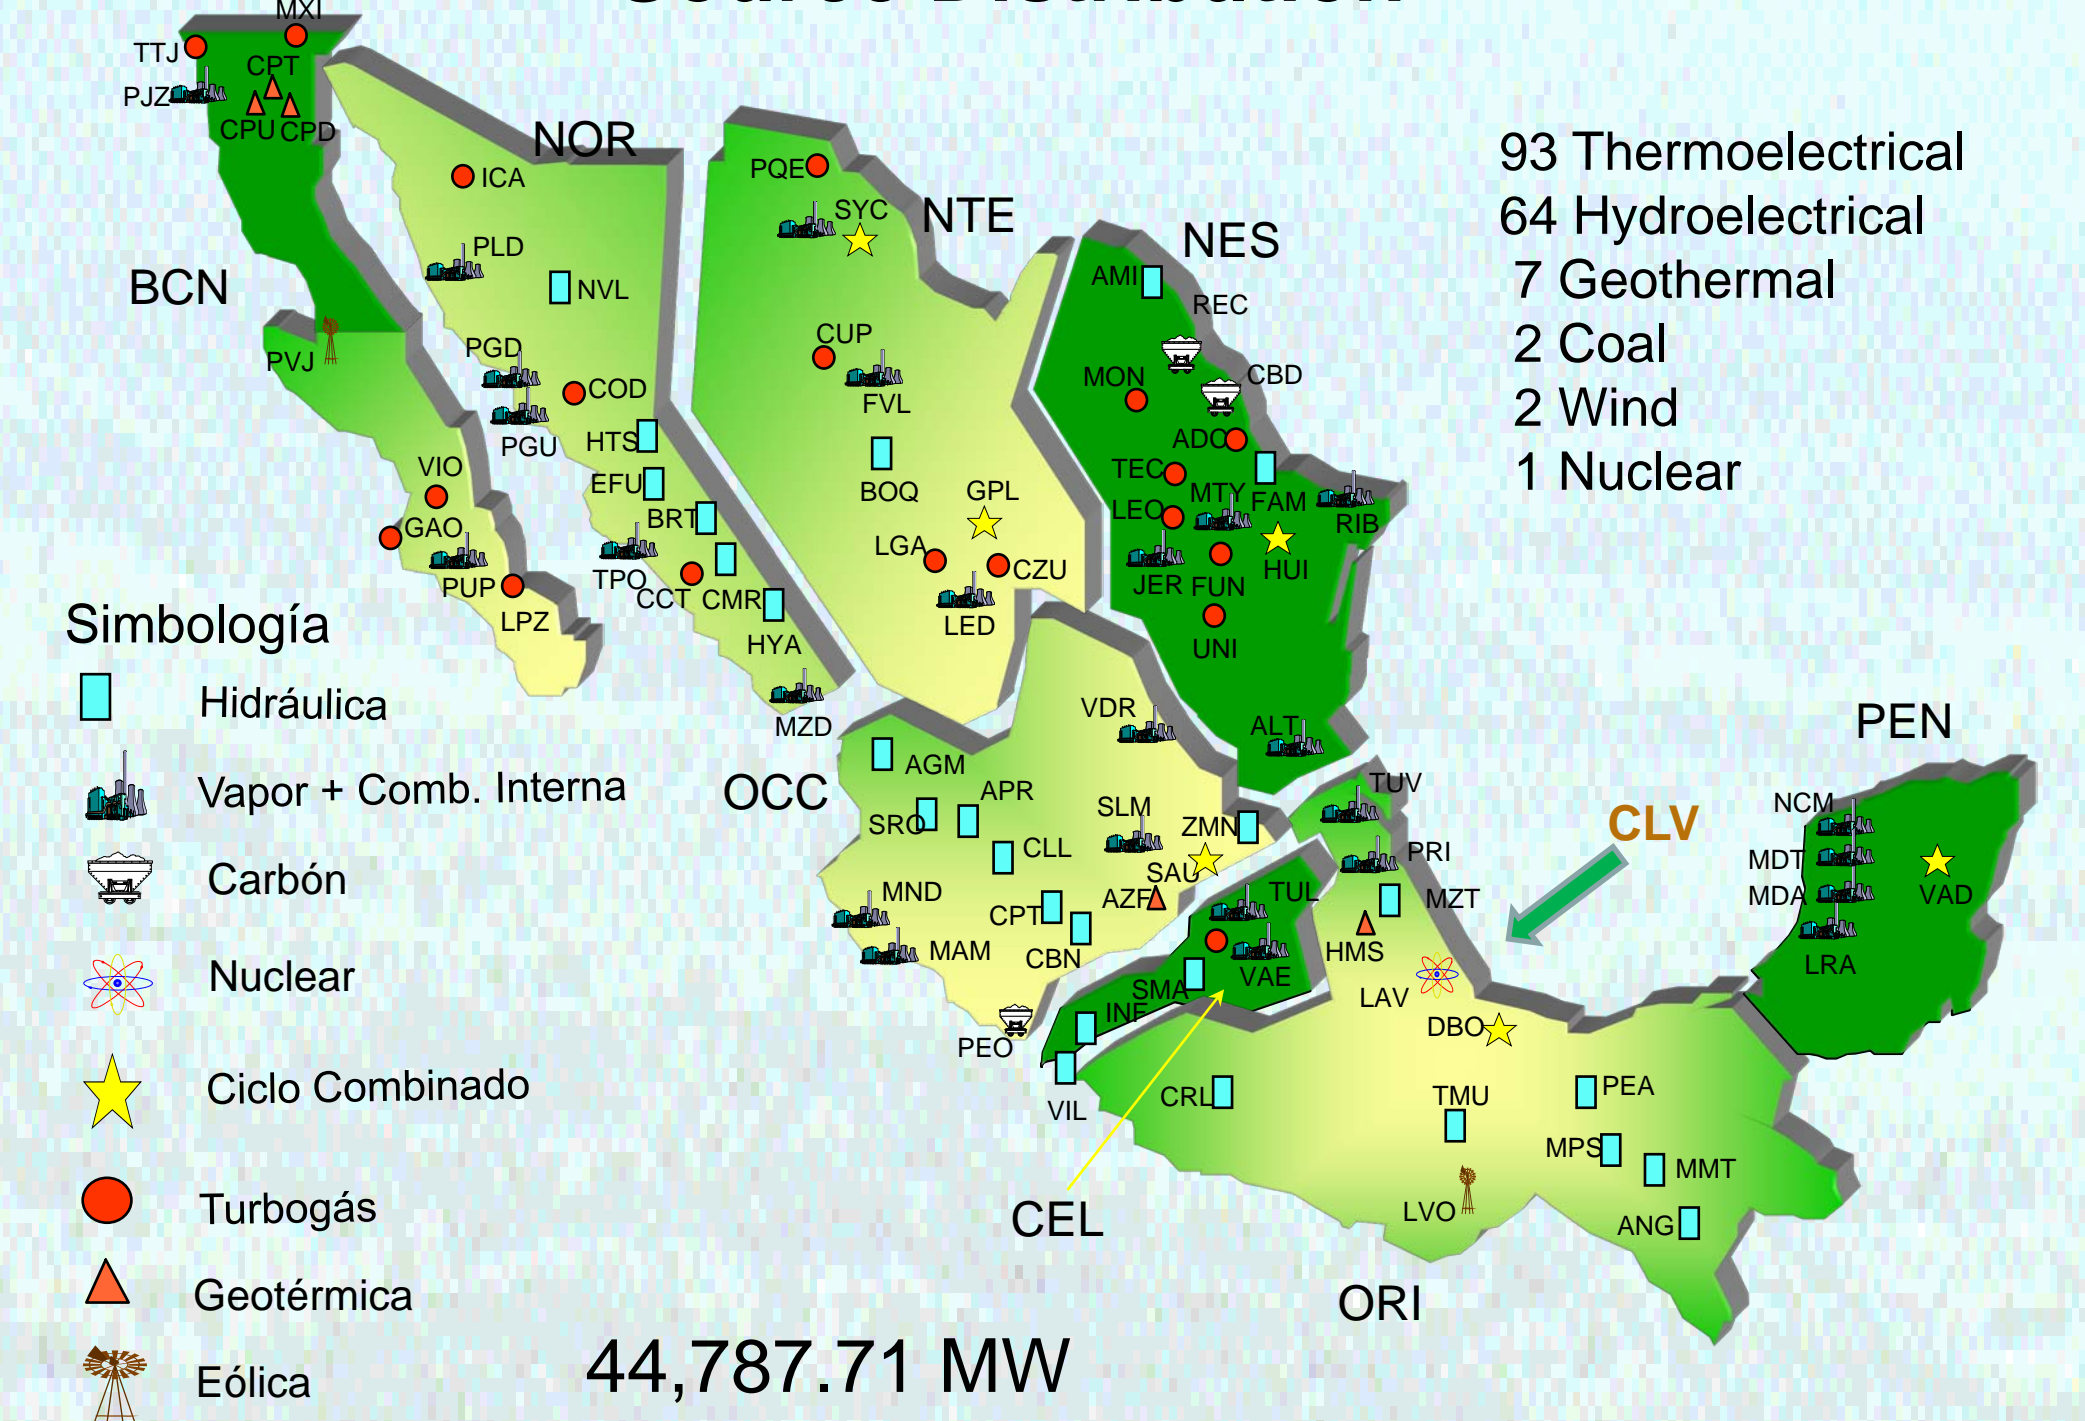 Source Distribution
MXI
TTJ
CPT
PJZ
CPU
CPD
NOR
ICA
PQE
SYC
NTE
NES
93 Thermoelectrical
64 Hydroelectrical
7 Geothermal
2 Coal
2 Wind
1 Nuclear
PLD
NVL
BCN
AMI
REC
PVJ
PGD
COD
PGU
CUP
FVL
MON
CBD
HTS
ADC
VIO
EFU
BOQ
GPL
TEC
MTY
FAM
GAO
BRT
LEO
RIB
PUP
TPO
LGA
CZU
JER
FUN
HUI
LPZ
CCT
CMR
LED
HYA
UNI
MZD
VDR
ALT
PEN
Simbología
Hidráulica
Vapor + Comb. Interna
Carbón
Nuclear
Ciclo Combinado
Turbogás
Geotérmica
Eólica
OCC
AGM
APR
SRO
CLL
SLM
ZMN
TUV
CLV
NCM
PRI
MDT
MND
SAU
AZF
TUL
MZT
MDA
VAD
CPT
MAM
CBN
HMS
LRA
SMA
VAE
LAV
INF
DBO
PEO
VIL
CRL
TMU
PEA
MPS
MMT
CEL
LVO
ANG
ORI
44,787.71 MW